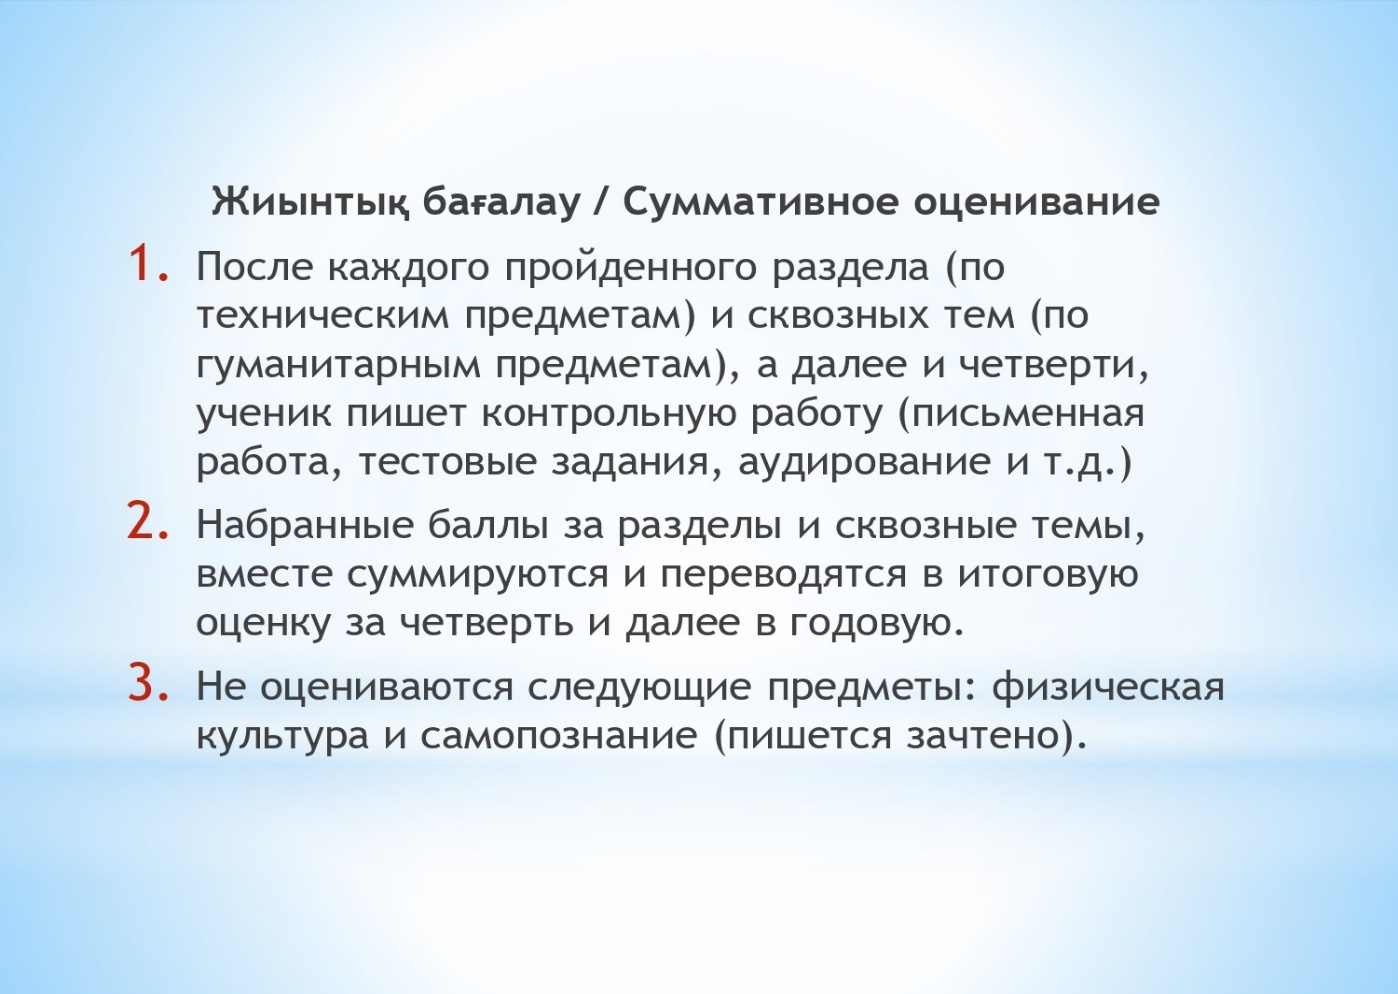 Жиынтық бағалау / Суммативное оценивание
1. После каждого пройденного раздела (по
техническим предметам) и сквозных тем (по
гуманитарным предметам), а далее и четверти,
ученик пишет контрольную работу (письменная
работа, тестовые задания, аудирование и т.д.)
2. Набранные баллы за разделы и сквозные темы,
вместе суммируются и переводятся в итоговую
оценку за четверть и далее в годовую.
3. Не оцениваются следующие предметы: физическая
культура и самопознание (пишется зачтено).